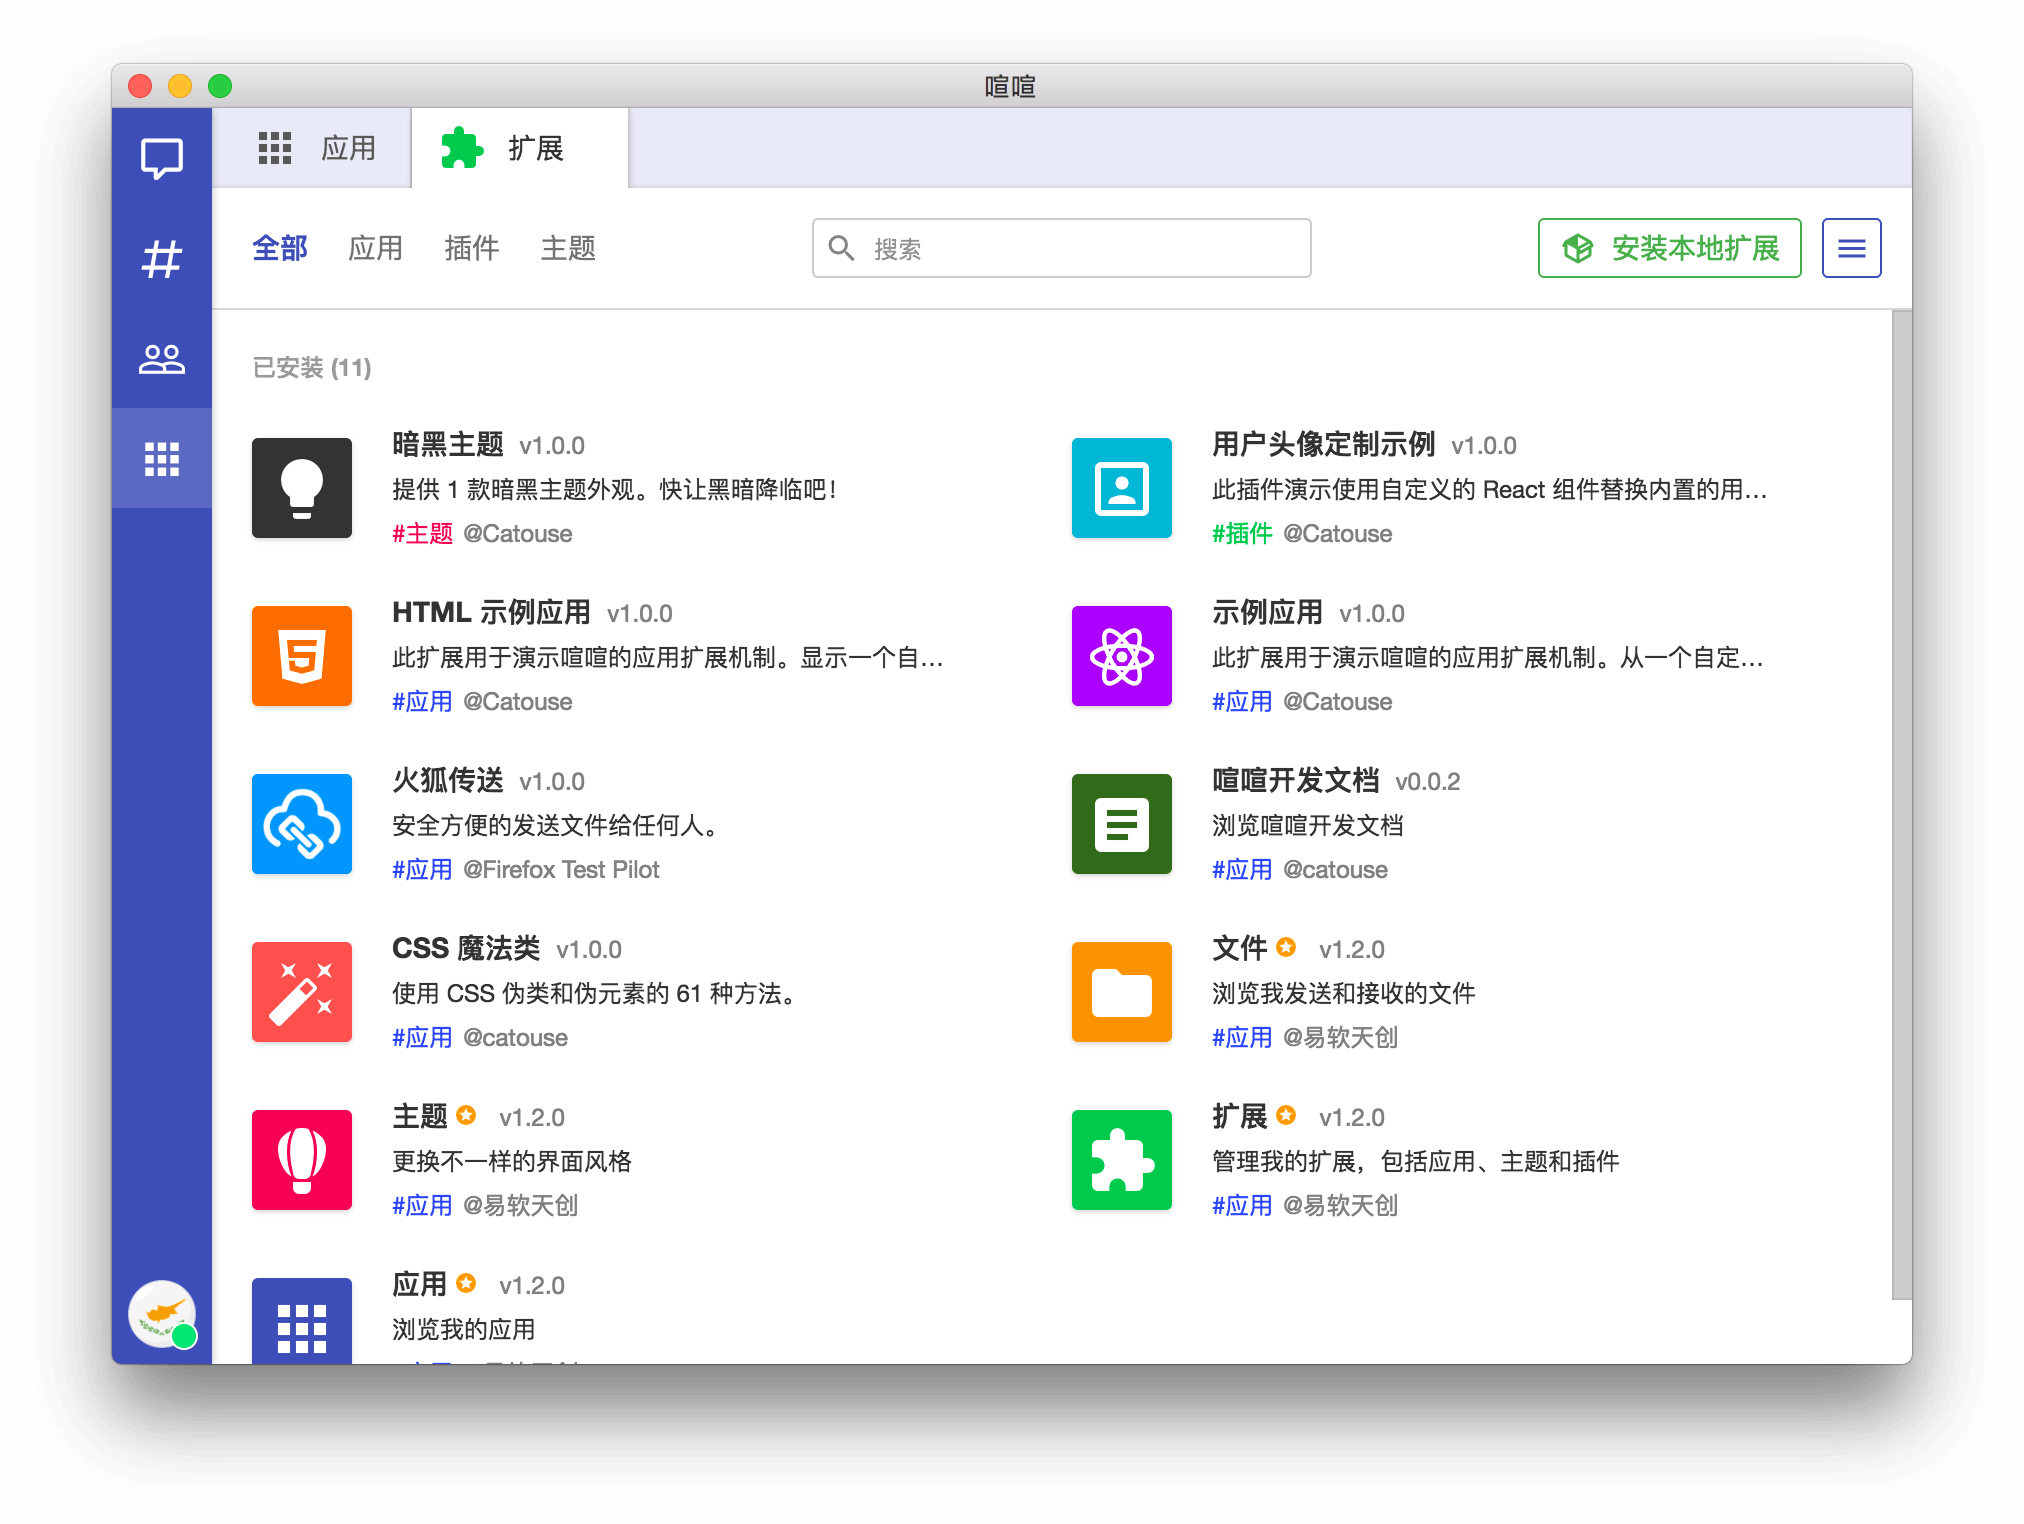 喧喧
应用
扩展
全部 应用 插件 主题
搜索
安装本地扩展
已安装 (11)
暗黑主题 v1.0.0
提供 1 款暗黑主题外观。快让黑暗降临吧！
#主题 @Catouse
用户头像定制示例 v1.0.0
此插件演示使用自定义的 React 组件替换内置的用...
#插件 @Catouse
HTML 示例应用 v1.0.0
此扩展用于演示喧喧的应用扩展机制。显示一个自...
#应用 @Catouse
示例应用 v1.0.0
此扩展用于演示喧喧的应用扩展机制。从一个自定...
#应用 @Catouse
火狐传送 v1.0.0
安全方便的发送文件给任何人。
#应用 @Firefox Test Pilot
喧喧开发文档 v0.0.2
浏览喧喧开发文档
#应用 @catouse
CSS 魔法类 v1.0.0
使用 CSS 伪类和伪元素的 61 种方法。
#应用 @catouse
文件 v1.2.0
浏览我发送和接收的文件
#应用 @易软天创
主题 v1.2.0
更换不一样的界面风格
#应用 @易软天创
扩展 v1.2.0
管理我的扩展，包括应用、主题和插件
#应用 @易软天创
应用 v1.2.0
浏览我的应用